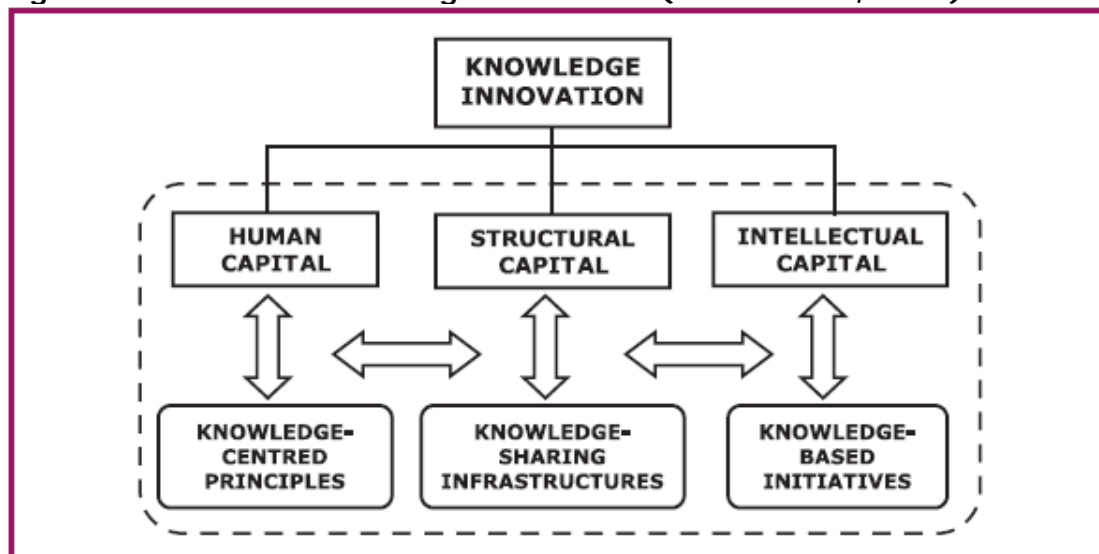 KNOWLEDGE
INNOVATION
HUMAN
CAPITAL
STRUCTURAL
CAPITAL
INTELLECTUAL
CAPITAL
KNOWLEDGE-
CENTRED
PRINCIPLES
KNOWLEDGE-
SHARING
INFRASTRUCTURES
KNOWLEDGE-
BASED
INITIATIVES